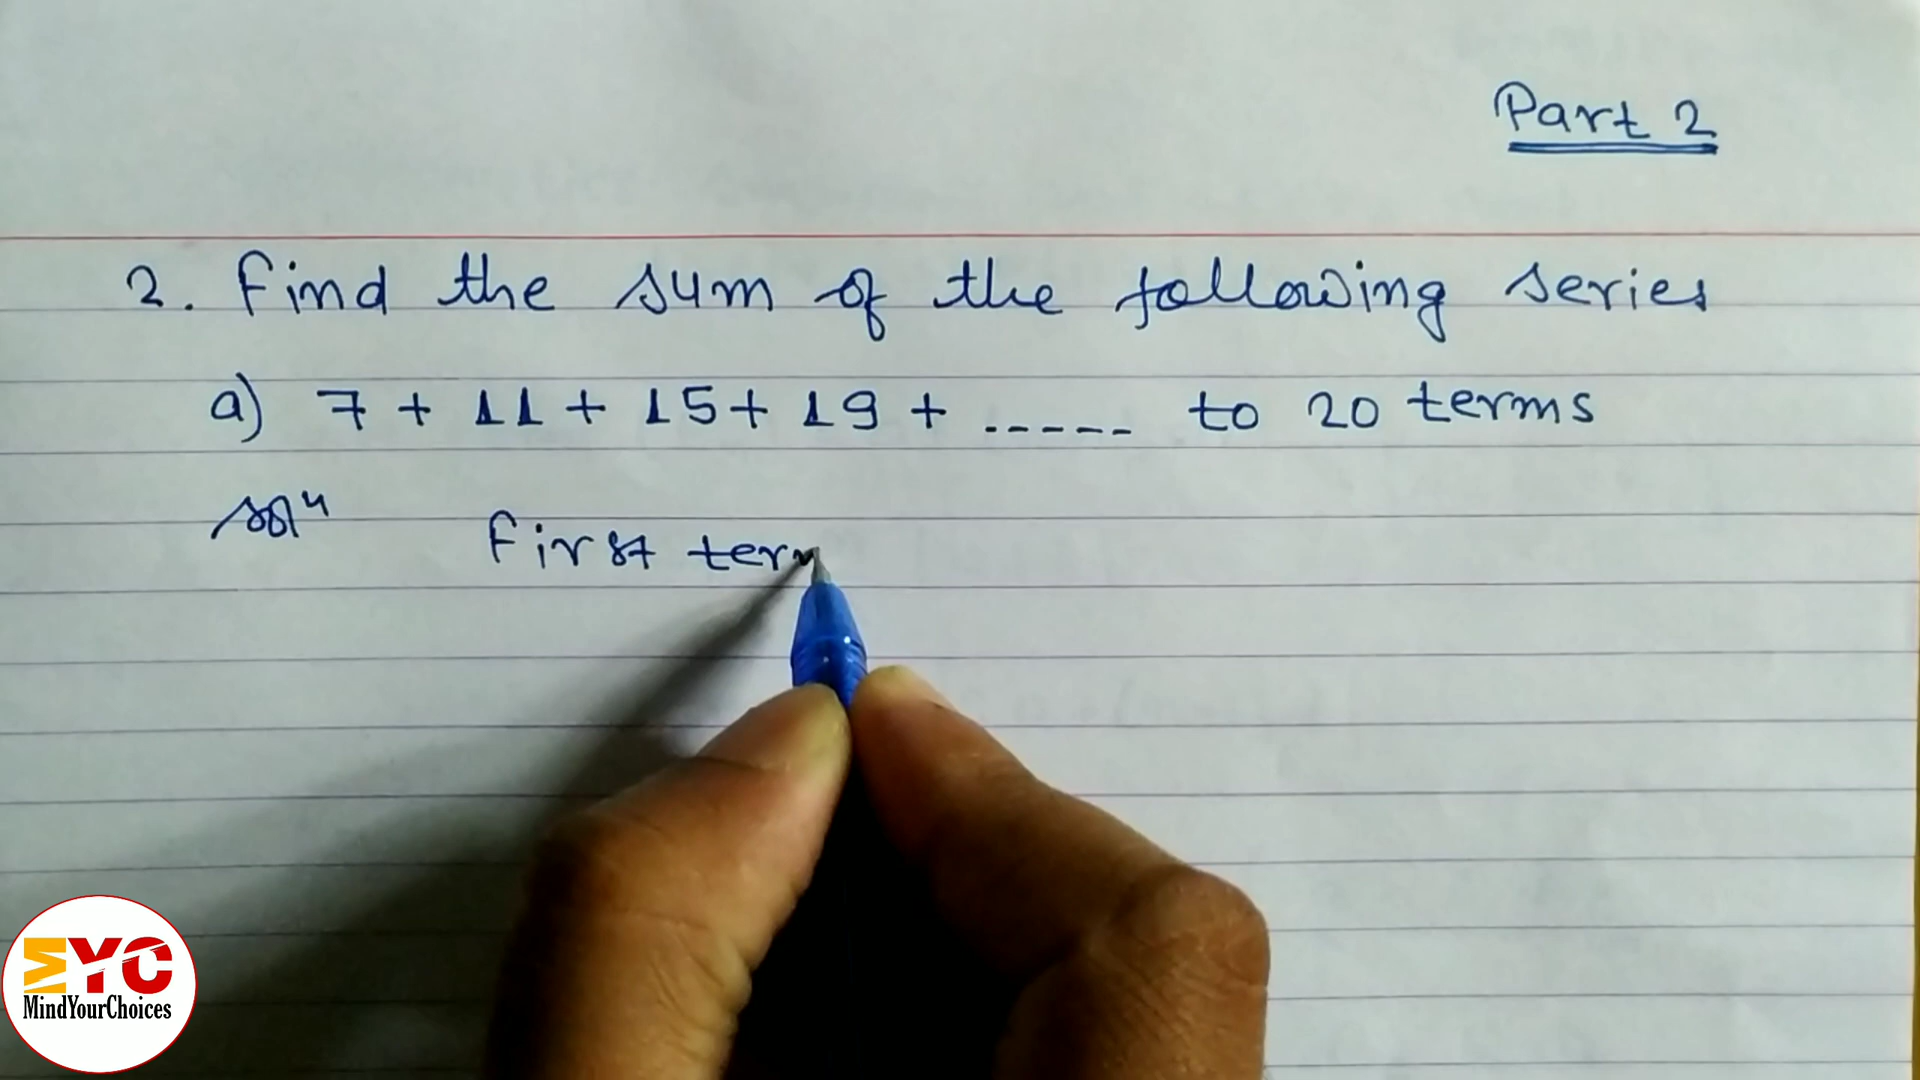 Part 2
2. Find the sum of the following series
a) 7 + 11 + 15 + 19 + ----- to 20 terms
Solⁿ First term
MYC
MindYourChoices